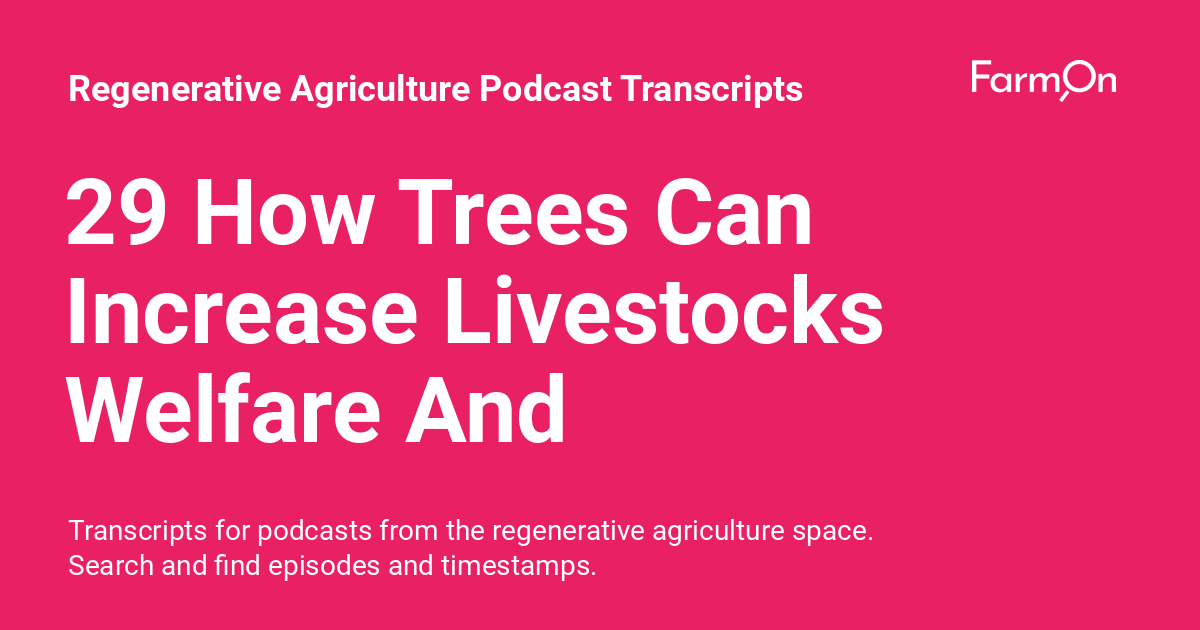 Regenerative Agriculture Podcast Transcripts
FarmOn
29 How Trees Can
Increase Livestocks
Welfare And
Transcripts for podcasts from the regenerative agriculture space.
Search and find episodes and timestamps.